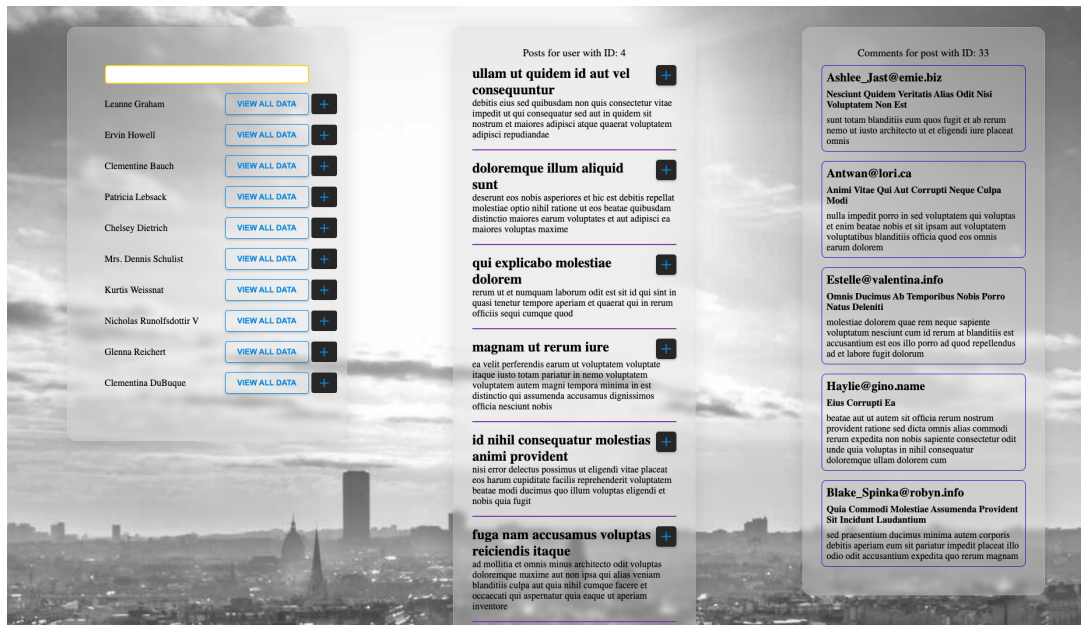 Leanne Graham VIEW ALL DATA +
Ervin Howell VIEW ALL DATA +
Clementine Bauch VIEW ALL DATA +
Patricia Lebsack VIEW ALL DATA +
Chelsey Dietrich VIEW ALL DATA +
Mrs. Dennis Schulist VIEW ALL DATA +
Kurtis Weissnat VIEW ALL DATA +
Nicholas Runolfsdottir V VIEW ALL DATA +
Glenna Reichert VIEW ALL DATA +
Clementina DuBuque VIEW ALL DATA +
Posts for user with ID: 4
ullam ut quidem id aut vel +
consequuntur
debitis eius sed quibusdam non quis consectetur vitae
impedit ut qui consequatur sed aut in quidem sit
nostrum et maiores adipisci atque quaerat voluptatem
adipisci repudiandae
doloremque illum aliquid +
sunt
deserunt eos nobis asperiores et hic est debitis repellat
molestiae optio nihil ratione ut eos beatae quibusdam
distinctio maiores earum voluptates et aut adipisci ea
maiores voluptas maxime
qui explicabo molestiae +
dolorem
rerum ut et numquam laborum odit est sit id qui sint in
quasi tenetur tempore aperiam et quaerat qui in rerum
officiis sequi cumque quod
magnam ut rerum iure +
ea velit perferendis earum ut voluptatem voluptate
itaque iusto totam pariatur in nemo voluptatem
voluptatem autem magni tempora minima in est
distinctio qui assumenda accusamus dignissimos
officia nesciunt nobis
id nihil consequatur molestias +
animi provident
nisi error delectus possimus ut eligendi vitae placeat
eos harum cupiditate facilis reprehenderit voluptatem
beatae modi ducimus quo illum voluptas eligendi et
nobis quia fugit
fuga nam accusamus voluptas +
reiciendis itaque
ad mollitia et omnis minus architecto odit voluptas
doloremque maxime aut non ipsa qui alias veniam
blanditiis culpa aut quia nihil cumque facere et
occaecati qui aspernatur quia eaque ut aperiam
inventore
Comments for post with ID: 33
Ashlee_Jast@emie.biz
Nesciunt Quidem Veritatis Alias Odit Nisi
Voluptatem Non Est
sunt totam blanditiis eum quos fugit et ab rerum
nemo ut iusto architecto ut et eligendi iure placeat
omnis
Antwan@lori.ca
Animi Vitae Qui Aut Corrupti Neque Culpa
Modi
nulla impedit porro in sed voluptatem qui voluptas
et enim beatae nobis et sit ipsam aut voluptatem
voluptatibus blanditiis officia quod eos omnis
earum dolorem
Estelle@valentina.info
Omnis Ducimus Ab Temporibus Nobis Porro
Natus Deleniti
molestiae dolorem quae rem neque sapiente
voluptatum nesciunt cum id rerum at blanditiis est
accusantium est eos illo porro ad quod repellendus
ad et labore fugit dolorum
Haylie@gino.name
Eius Corrupti Ea
beatae aut ut autem sit officia rerum nostrum
provident ratione sed dicta omnis alias commodi
rerum expedita non nobis sapiente consectetur odit
unde quia voluptas in nihil consequatur
doloremque ullam dolorem cum
Blake_Spinka@robyn.info
Quia Commodi Molestiae Assumenda Provident
Sit Incidunt Laudantium
sed praesentium ducimus minima autem corporis
debitis aperiam eum sit pariatur impedit placeat illo
odio odit accusantium expedita quo rerum magnam